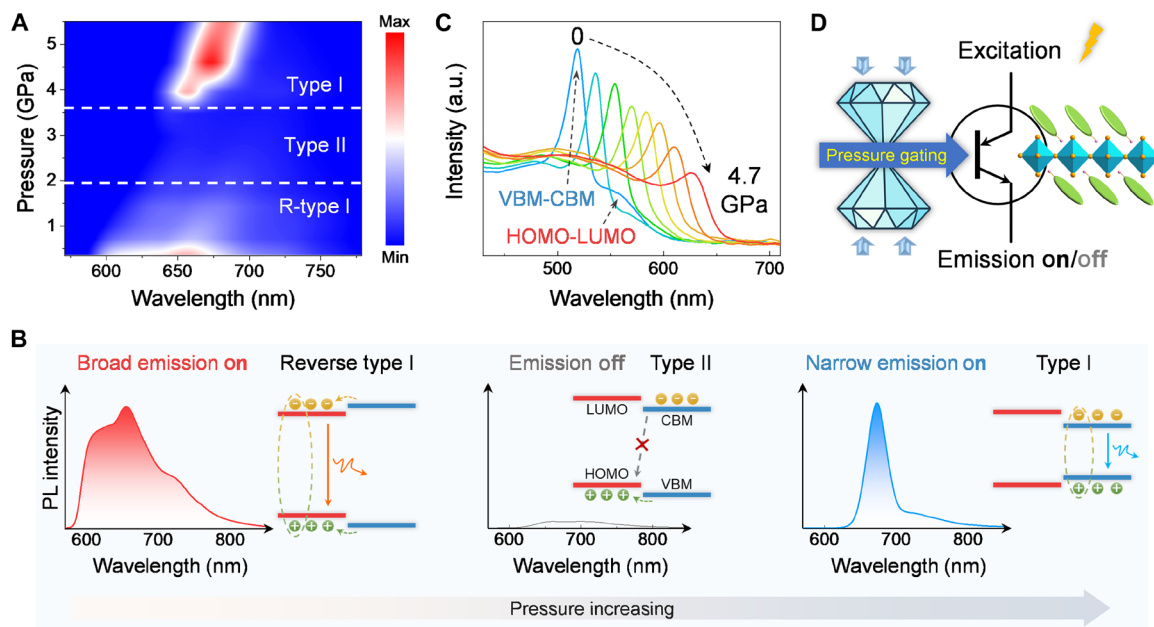 A
Pressure (GPa)
5
4
3
2
1
Type I
Type II
R-type I
600
650
700
750
Wavelength (nm)
Max
Min
C
Intensity (a.u.)
0
4.7
GPa
VBM-CBM
HOMO-LUMO
500
600
700
Wavelength (nm)
D
Excitation
Pressure gating
Emission on/off
B
Broad emission on
Reverse type I
PL intensity
600
700
800
Wavelength (nm)
Emission off
Type II
LUMO
CBM
HOMO
VBM
600
700
800
Wavelength (nm)
Narrow emission on
Type I
600
700
800
Wavelength (nm)
Pressure increasing